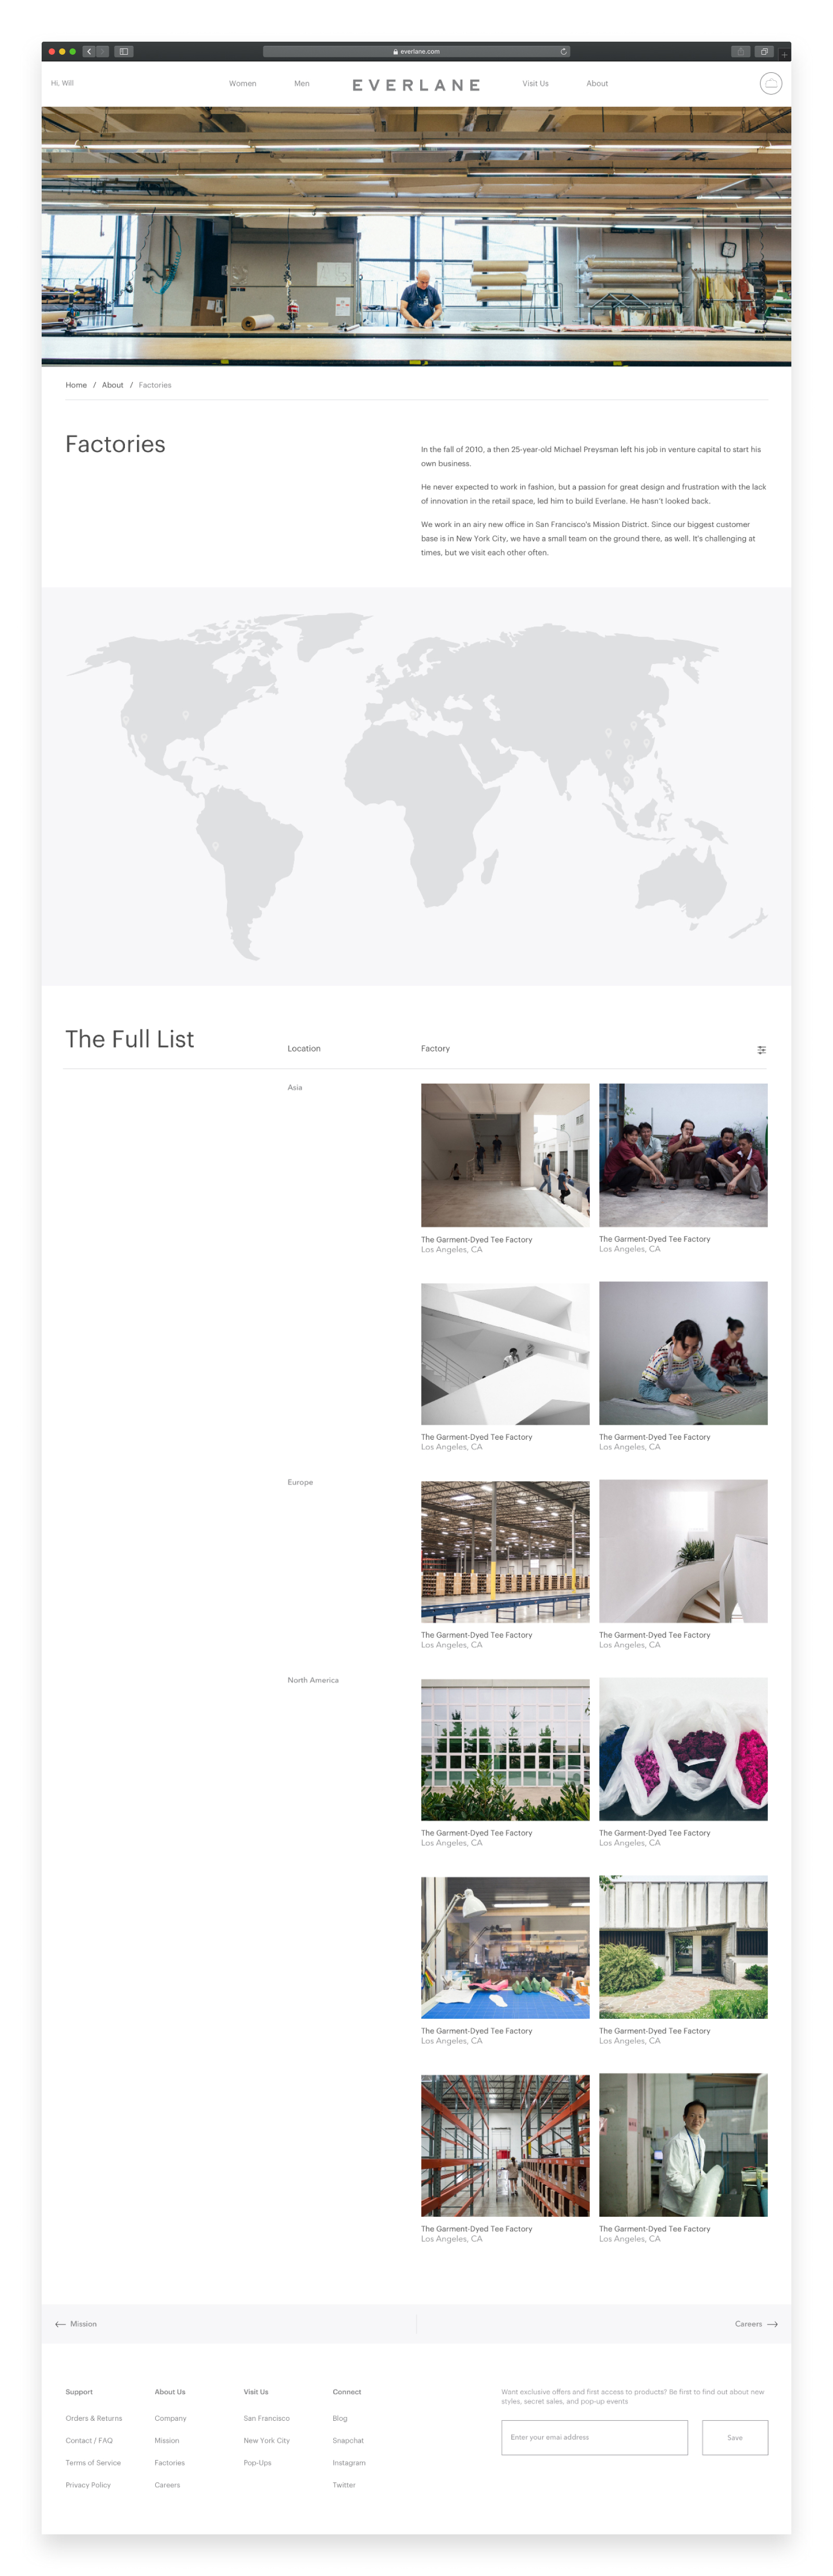 everlane.com
Hi, Will
Women
Men
EVERLANE
Visit Us
About
Home / About / Factories
Factories
In the fall of 2010, a then 25-year-old Michael Preysman left his job in venture capital to start his
own business.
He never expected to work in fashion, but a passion for great design and frustration with the lack
of innovation in the retail space, led him to build Everlane. He hasn't looked back.
We work in an airy new office in San Francisco's Mission District. Since our biggest customer
base is in New York City, we have a small team on the ground there, as well. It's challenging at
times, but we visit each other often.
The Full List
Location
Factory
Asia
The Garment-Dyed Tee Factory
Los Angeles, CA
The Garment-Dyed Tee Factory
Los Angeles, CA
The Garment-Dyed Tee Factory
Los Angeles, CA
The Garment-Dyed Tee Factory
Los Angeles, CA
Europe
The Garment-Dyed Tee Factory
Los Angeles, CA
The Garment-Dyed Tee Factory
Los Angeles, CA
North America
The Garment-Dyed Tee Factory
Los Angeles, CA
The Garment-Dyed Tee Factory
Los Angeles, CA
The Garment-Dyed Tee Factory
Los Angeles, CA
The Garment-Dyed Tee Factory
Los Angeles, CA
The Garment-Dyed Tee Factory
Los Angeles, CA
The Garment-Dyed Tee Factory
Los Angeles, CA
Mission
Careers
Support
Orders & Returns
Contact / FAQ
Terms of Service
Privacy Policy
About Us
Company
Mission
Factories
Careers
Visit Us
San Francisco
New York City
Pop-Ups
Connect
Blog
Snapchat
Instagram
Twitter
Want exclusive offers and first access to products? Be first to find out about new
styles, secret sales, and pop-up events
Enter your emai address
Save